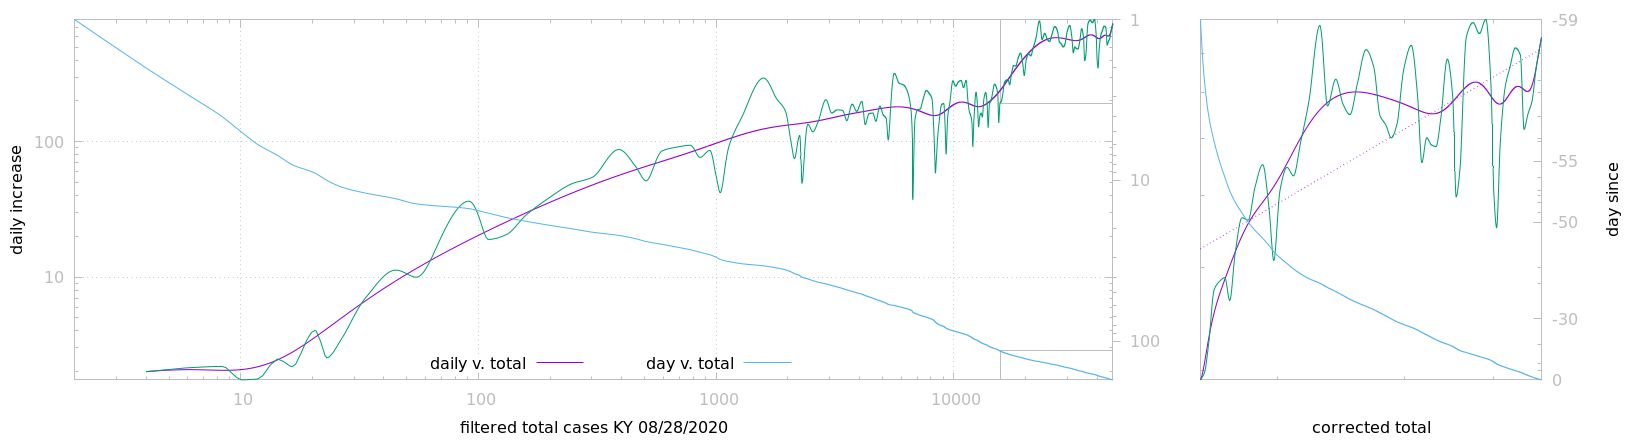 daily increase
100
10
10
100
1000
10000
filtered total cases KY 08/28/2020
daily v. total
day v. total
1
10
100
-59
-55
-50
-30
0
day since
corrected total